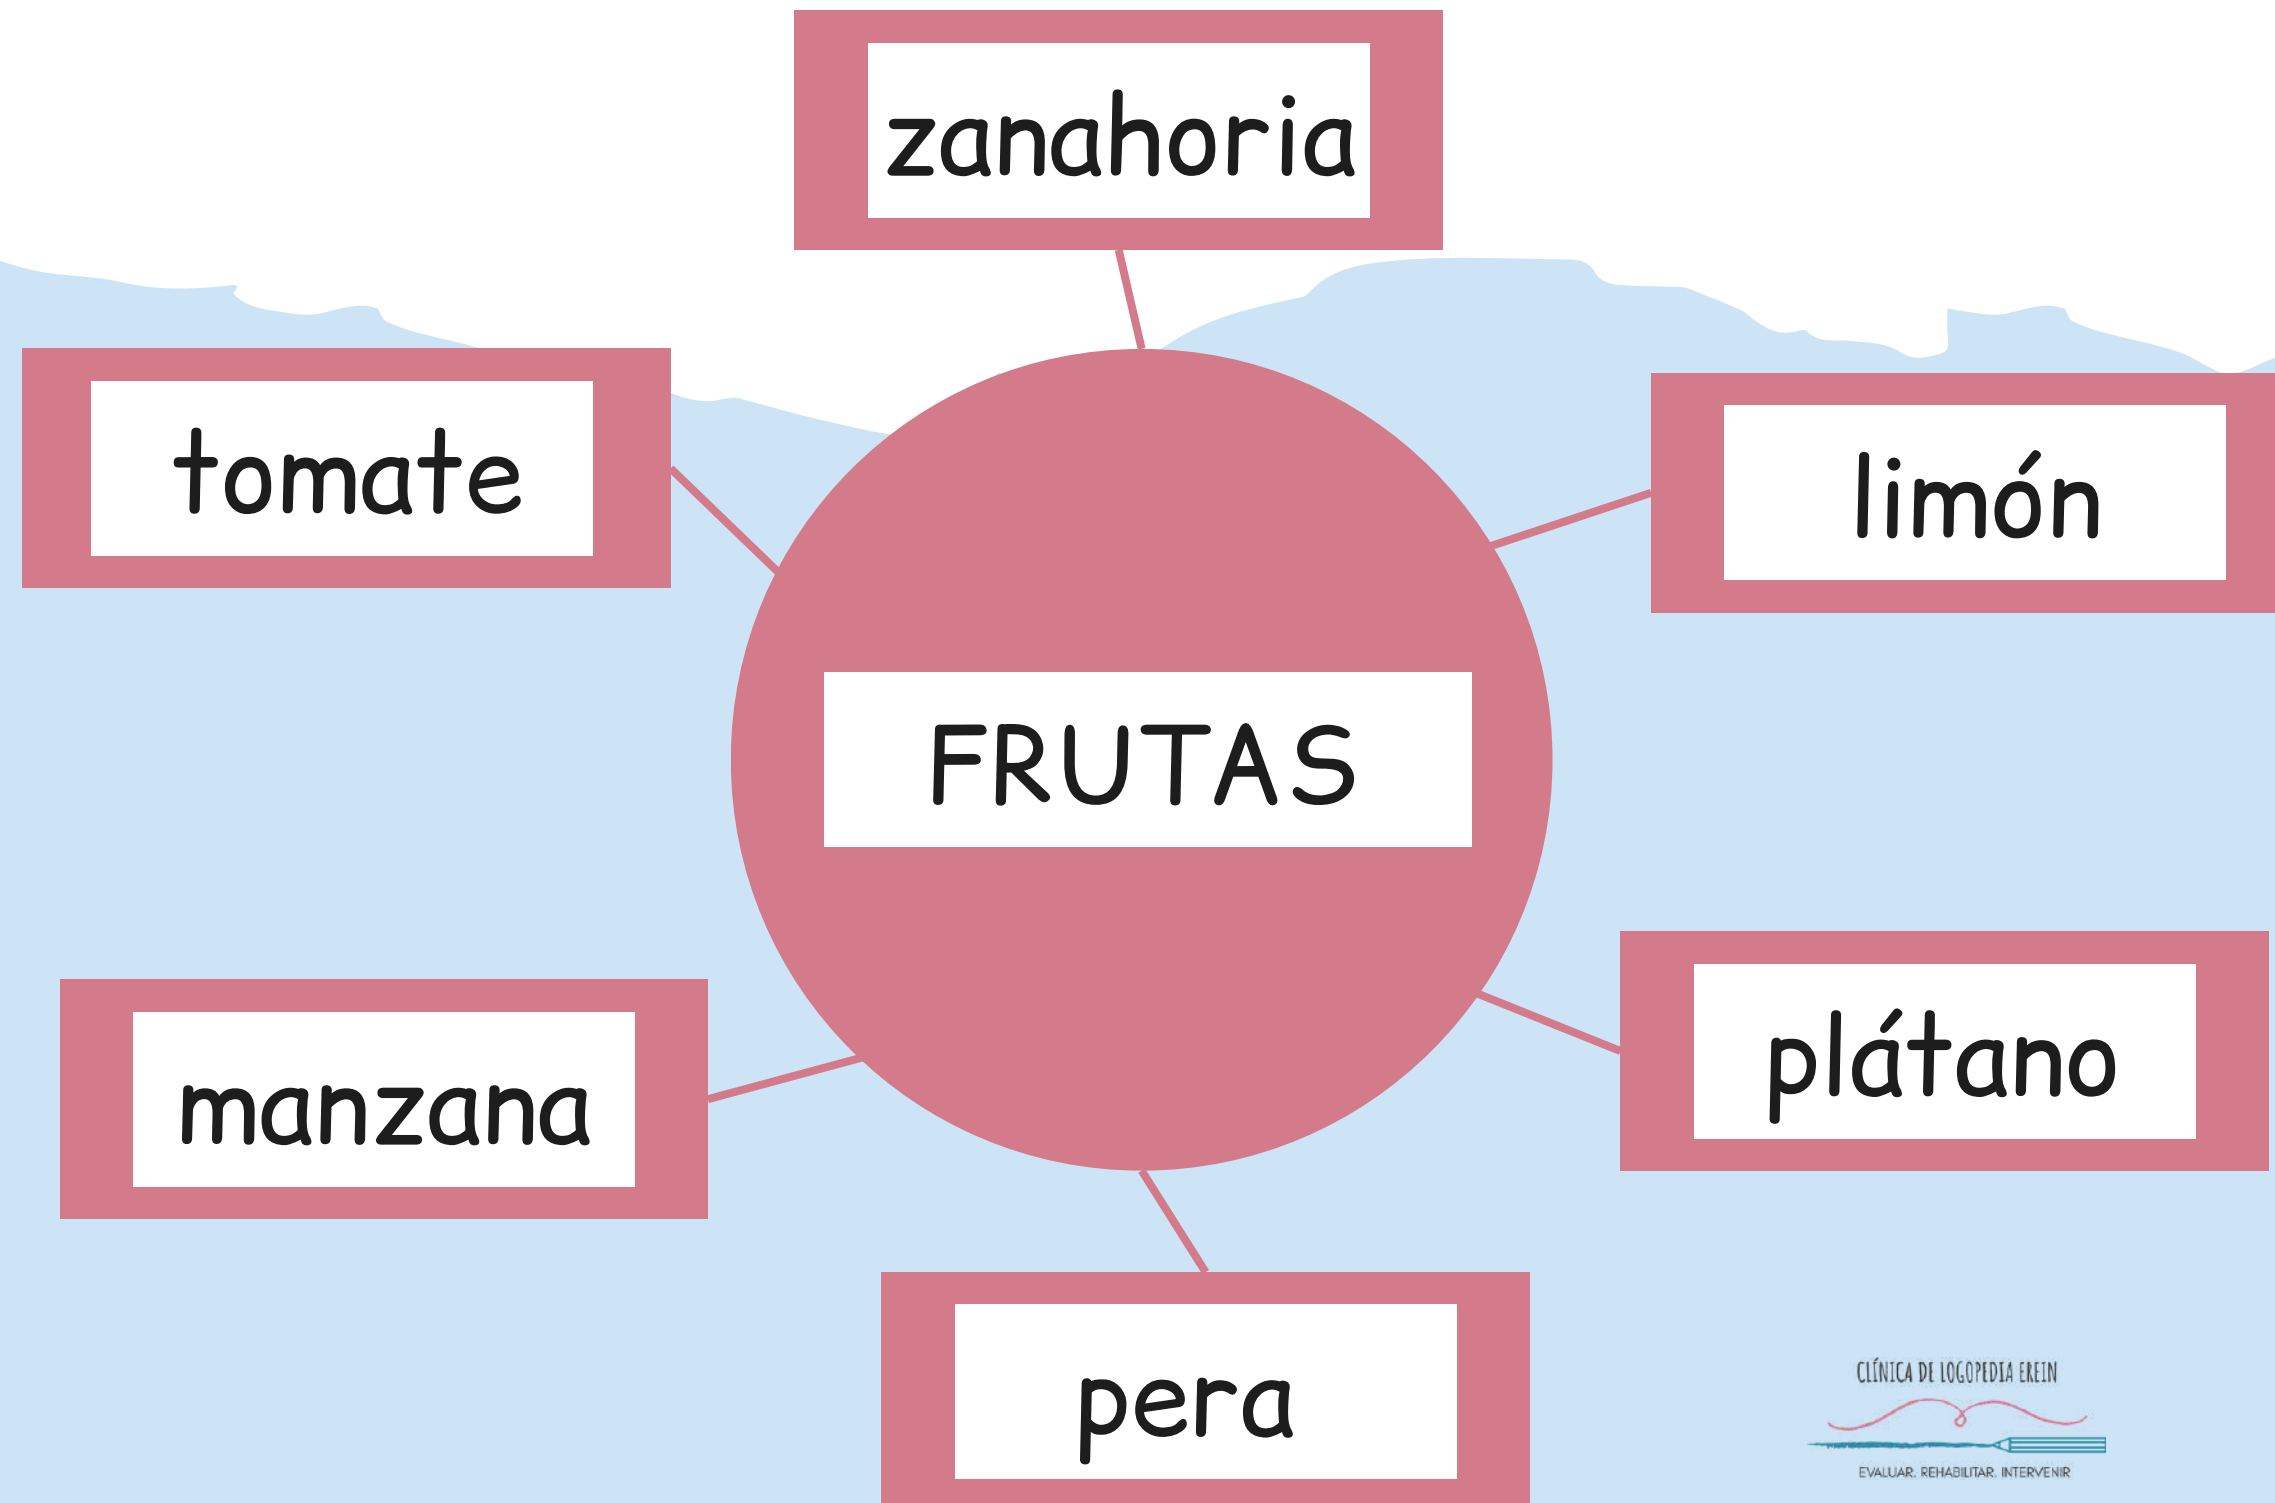 zanahoria
tomate
limón
FRUTAS
plátano
manzana
pera
CLÍNICA DE LOGOPEDIA EREIN
EVALUAR. REHABILITAR. INTERVENIR